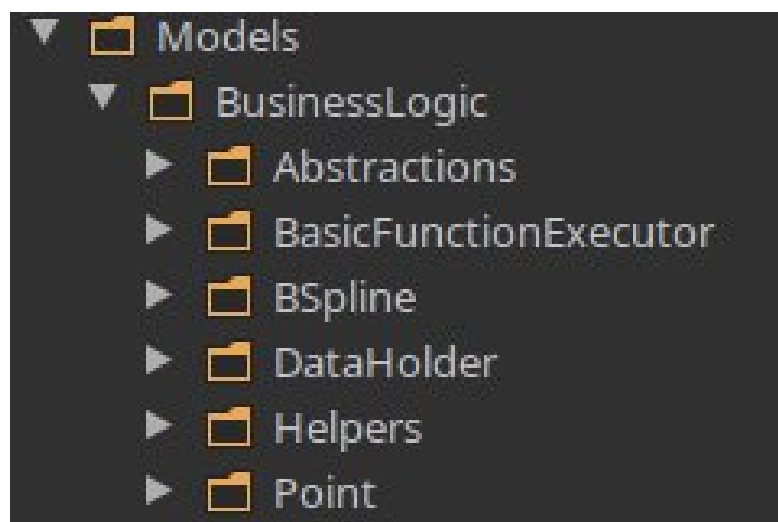 Models
BusinessLogic
Abstractions
BasicFunctionExecutor
BSpline
DataHolder
Helpers
Point